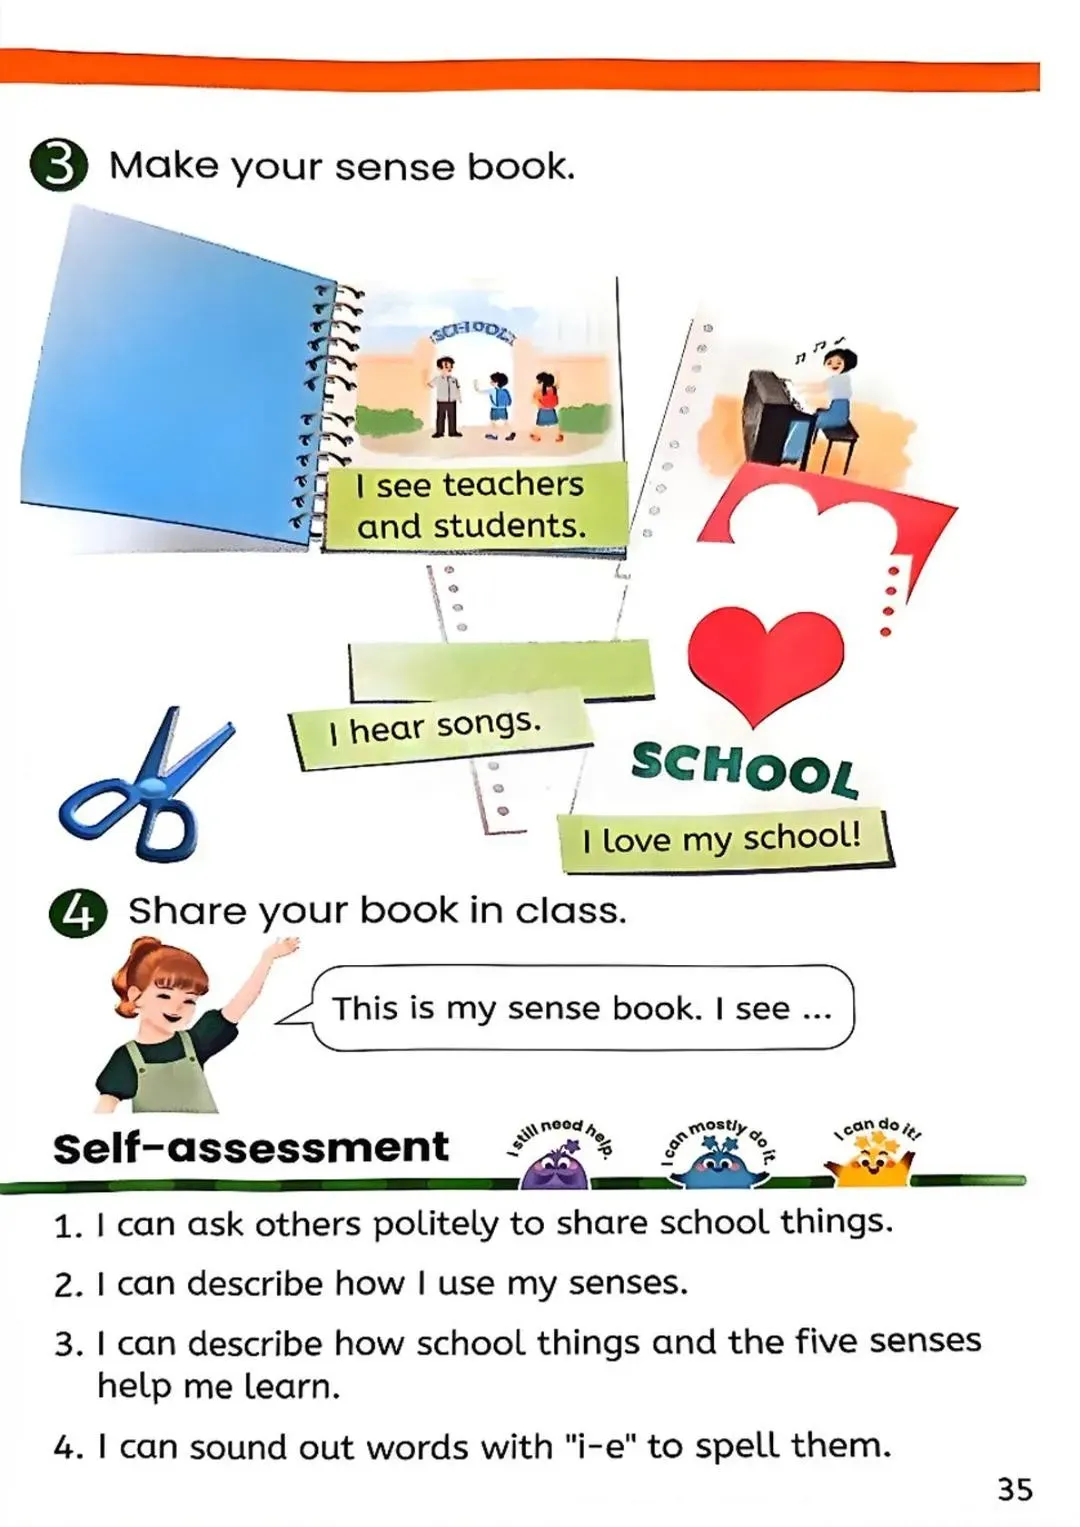 3 Make your sense book.
SCHOOL
I see teachers
and students.
I hear songs.
SCHOOL
I love my school!
4 Share your book in class.
This is my sense book. I see ...
Self-assessment
I still need help.
I can mostly do it.
I can do it!
1. I can ask others politely to share school things.
2. I can describe how I use my senses.
3. I can describe how school things and the five senses
help me learn.
4. I can sound out words with "i-e" to spell them.
35